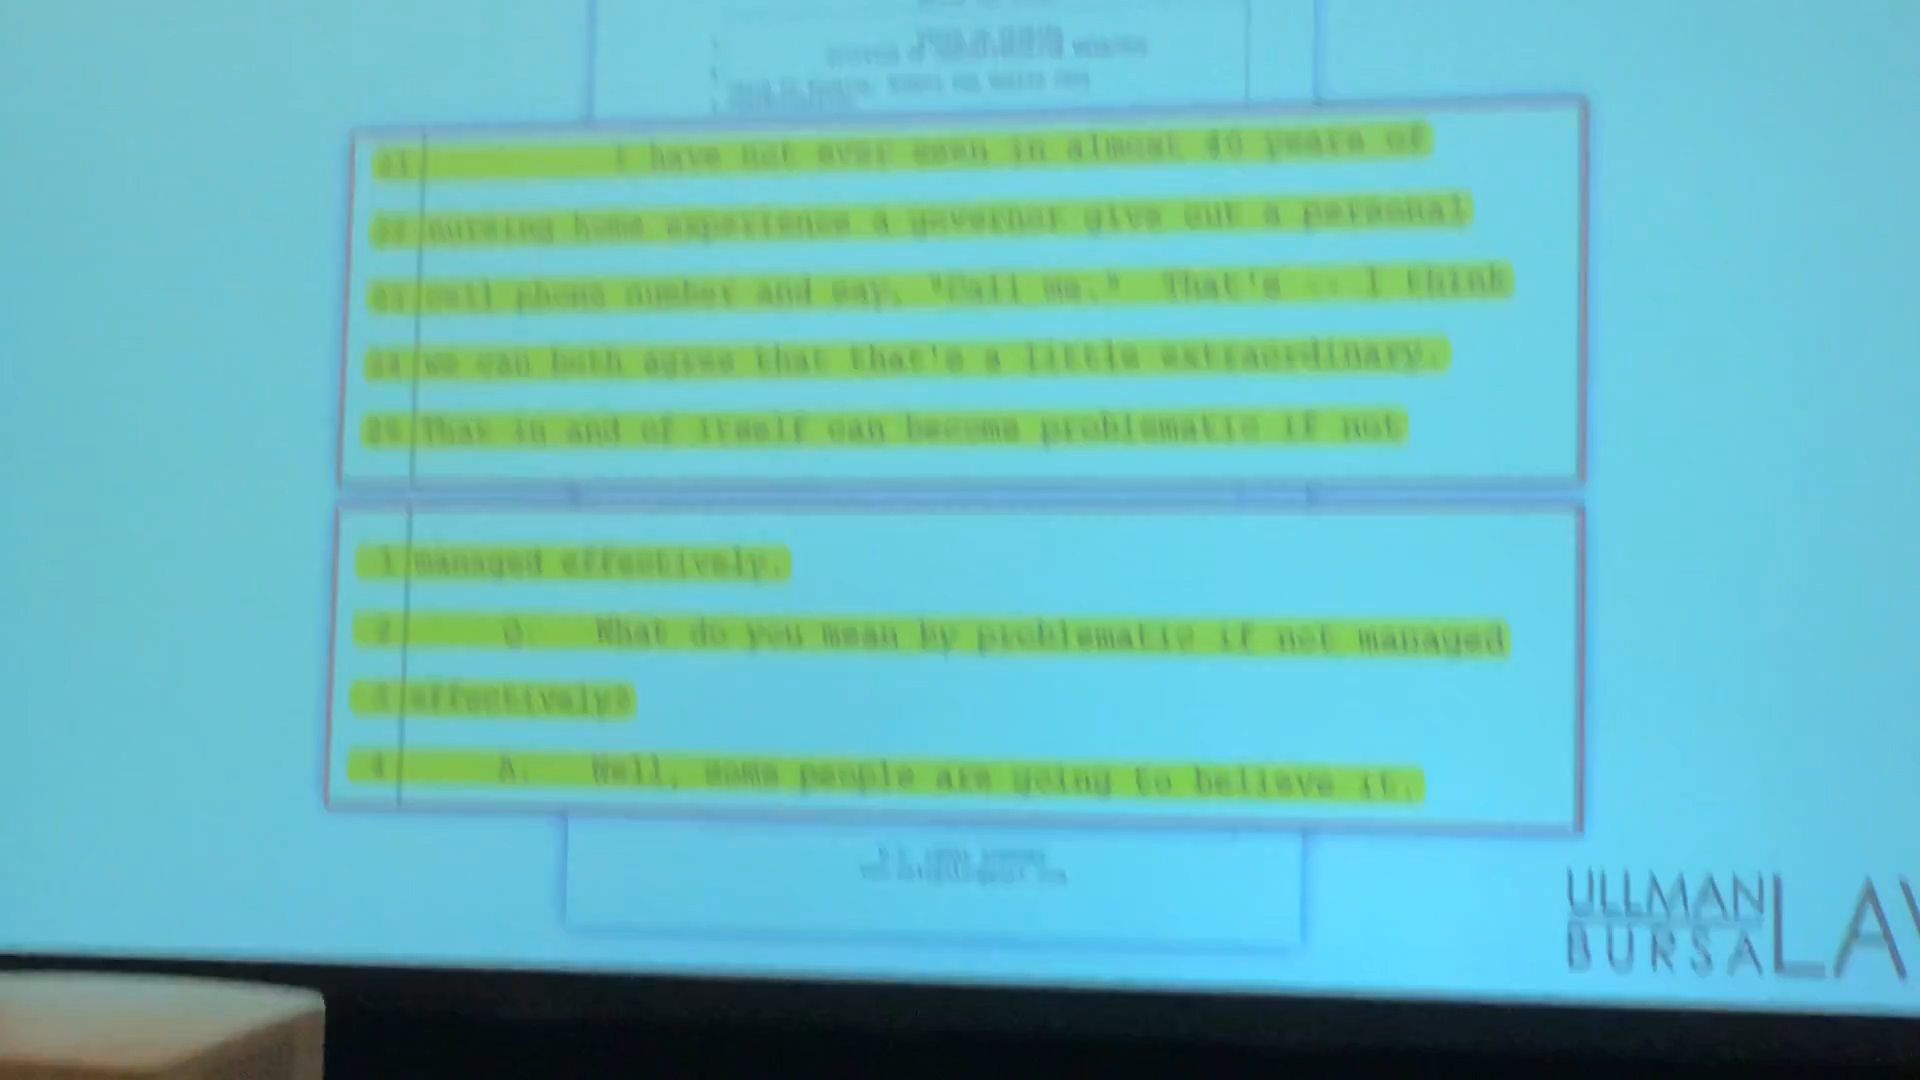 21 I have not ever seen in almost 40 years of
22 nursing home experience a governor give out a personal
23 cell phone number and say, "Call me." That's -- I think
24 we can both agree that that's a little extraordinary.
25 That in and of itself can become problematic if not
1 managed effectively.
2 Q. What do you mean by problematic if not managed
3 effectively?
4 A. Well, some people are going to believe it.
ULLMAN
BURSA
LAW